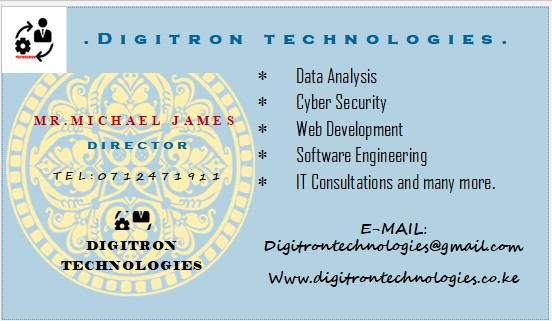 .DIGITRON TECHNOLOGIES.
MR.MICHAEL JAMES
DIRECTOR
TEL:0712471911
DIGITRON
TECHNOLOGIES
* Data Analysis
* Cyber Security
* Web Development
* Software Engineering
* IT Consultations and many more.
E-MAIL:
Digitrontechnologies@gmail.com
Www.digitrontechnologies.co.ke